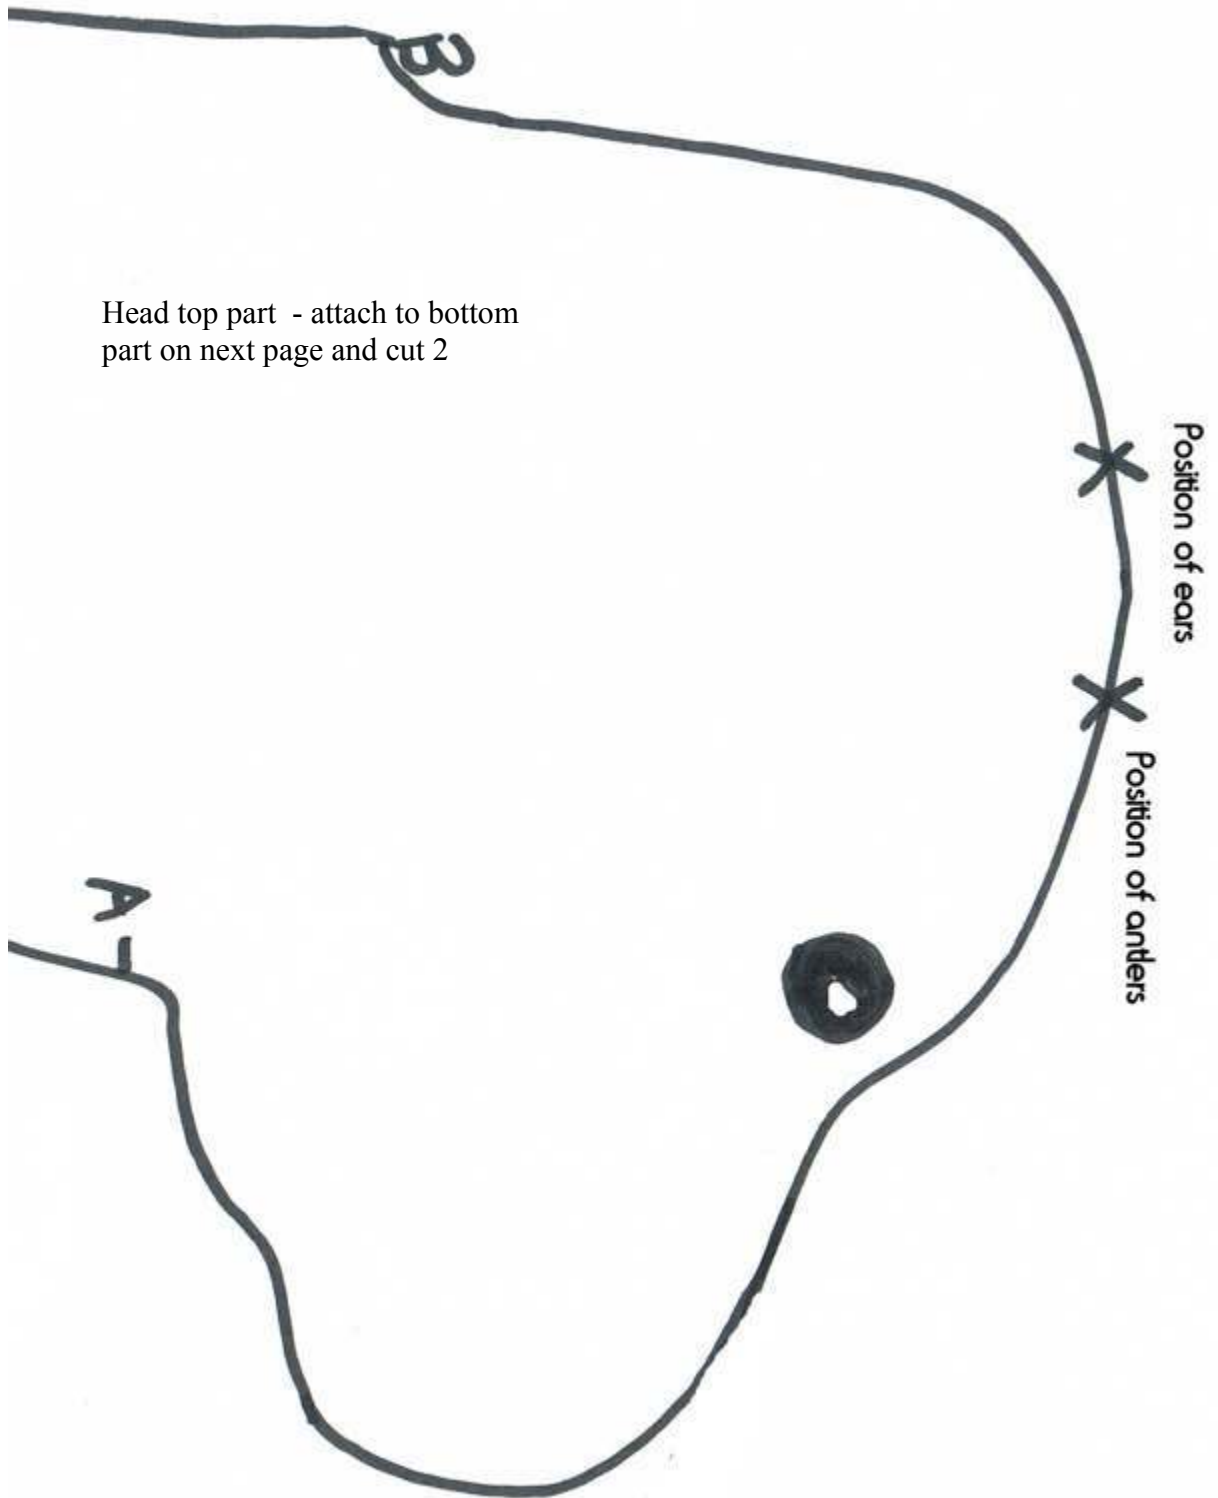 B
Head top part - attach to bottom
part on next page and cut 2
Position of ears
Position of antlers
A